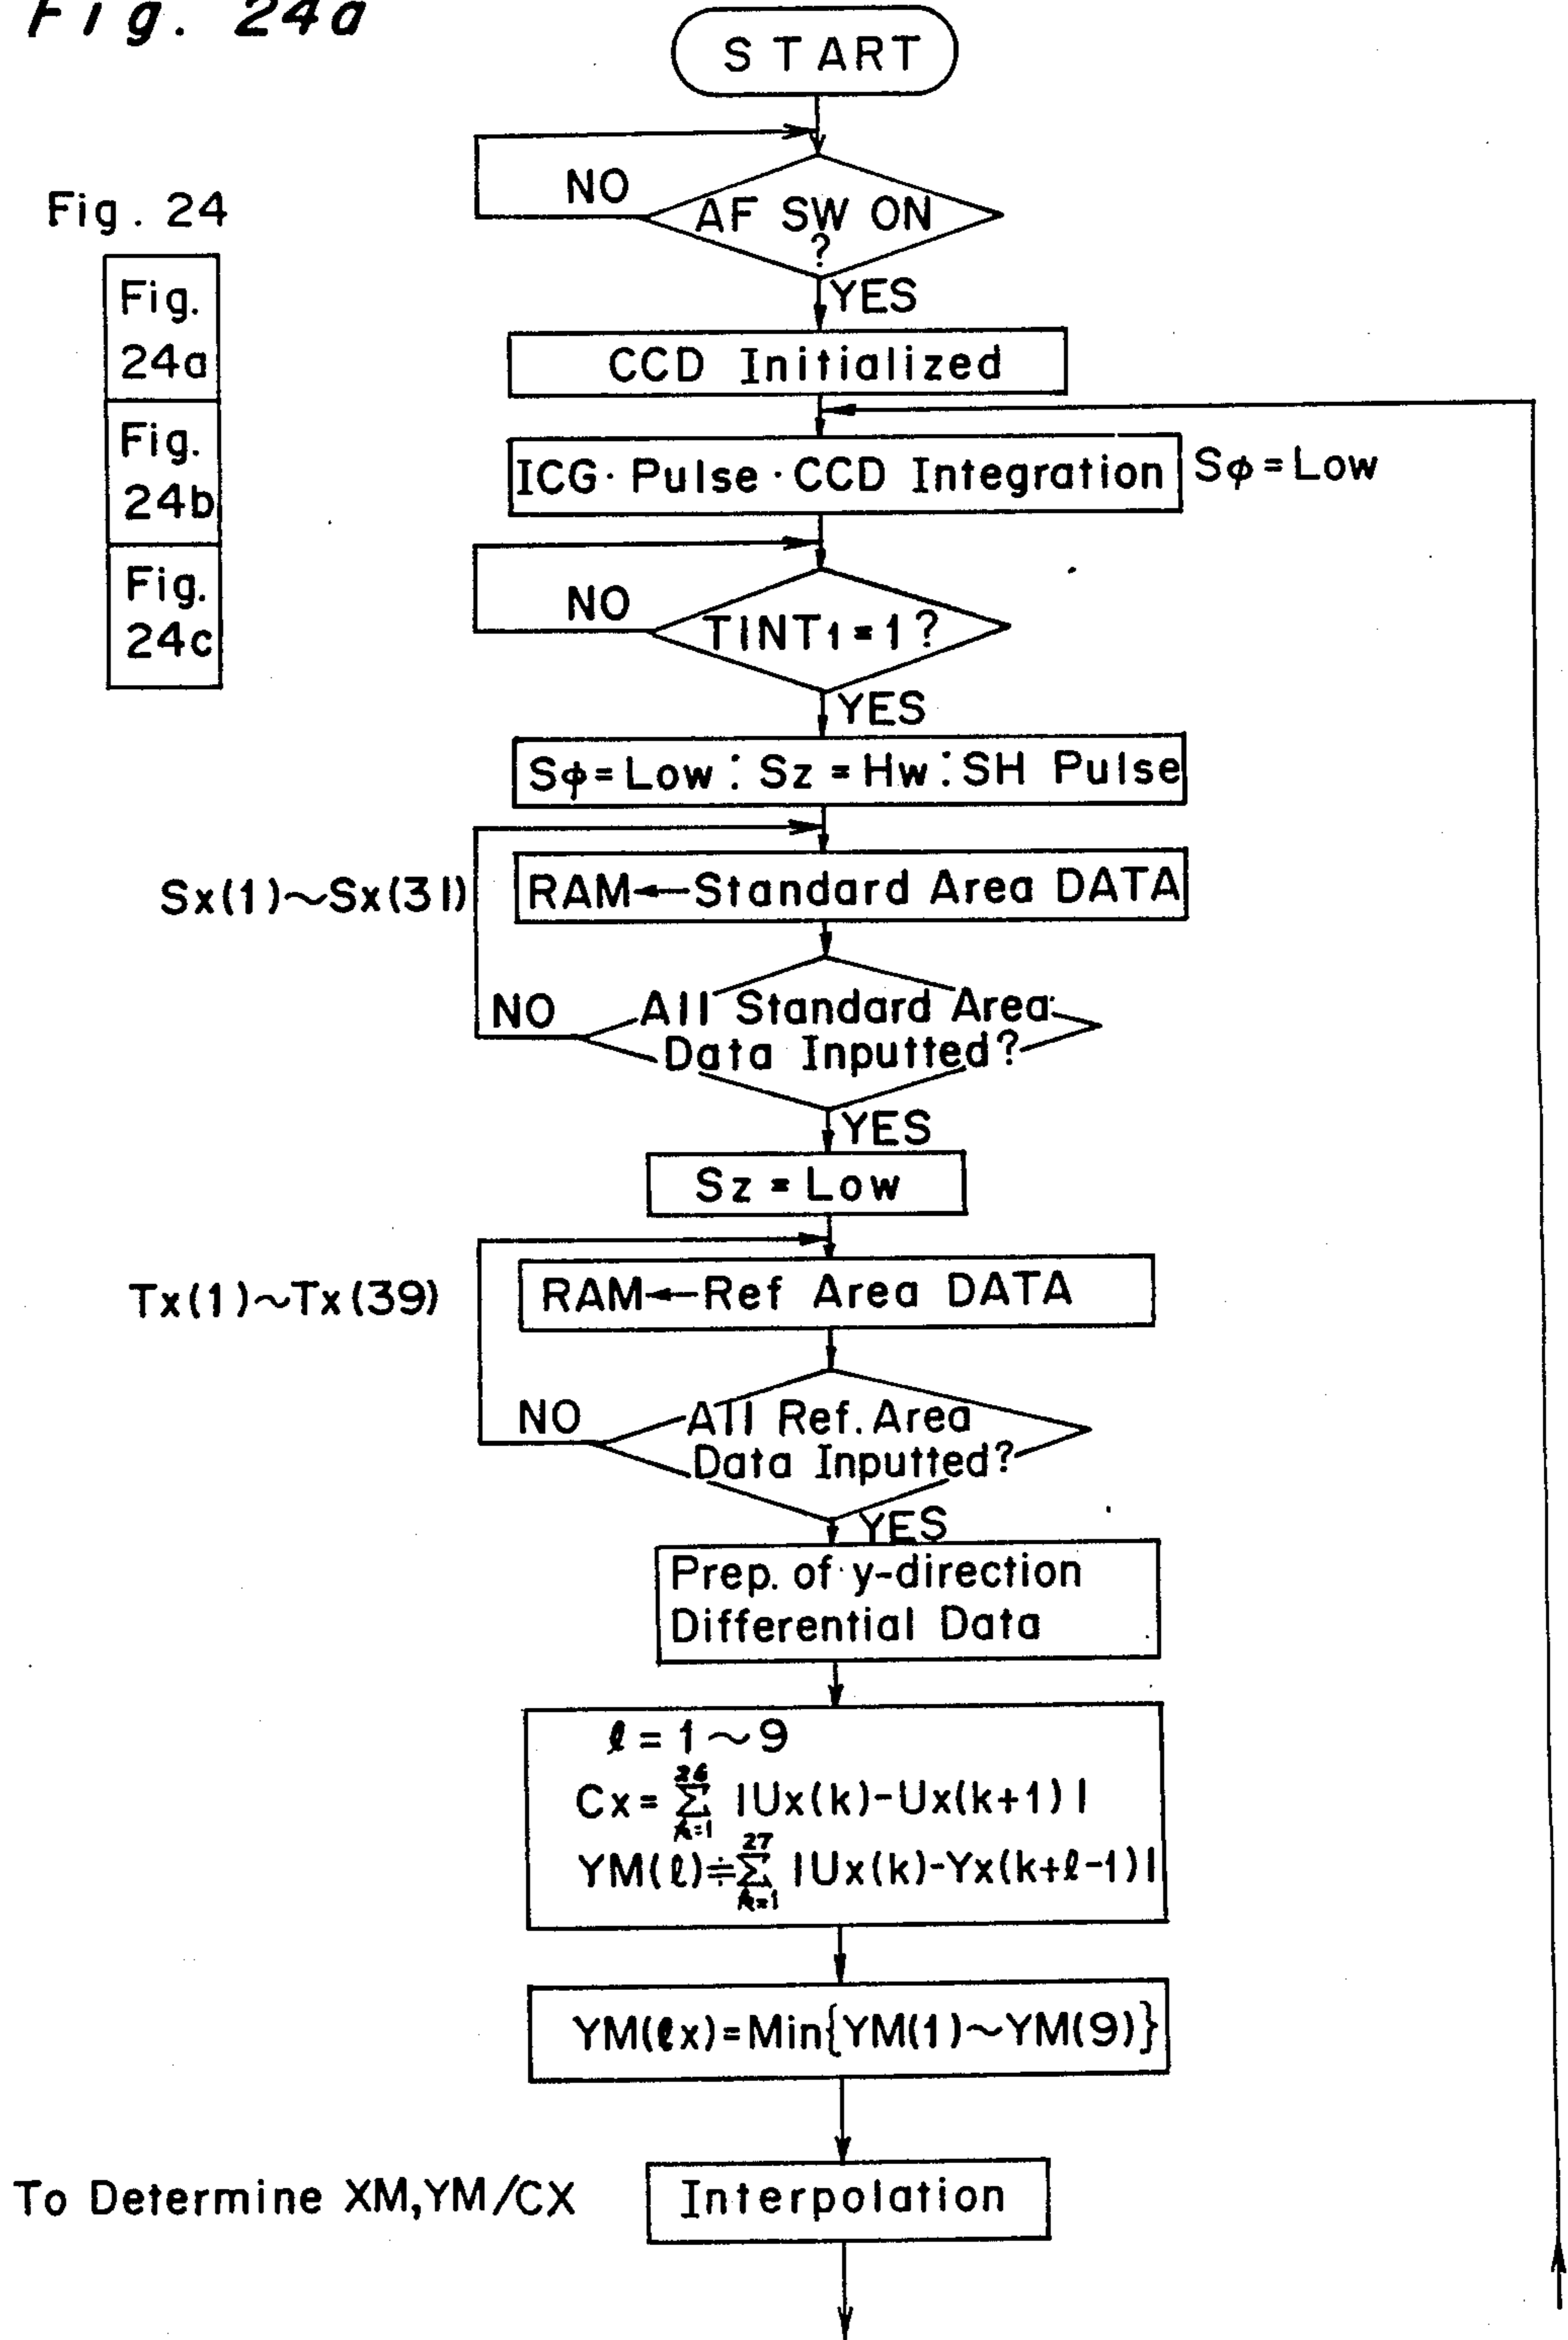 Fig. 24a
START
NO
AF SW ON
?
YES
Fig. 24
Fig.
24a
Fig.
24b
Fig.
24c
CCD Initialized
ICG·Pulse·CCD Integration
Sϕ=Low
NO
TINT1=1?
YES
Sϕ=Low : Sz=Hw : SH Pulse
Sx(1)~Sx(31)
RAM←Standard Area DATA
NO
All Standard Area
Data Inputted?
YES
Sz=Low
Tx(1)~Tx(39)
RAM←Ref Area DATA
NO
All Ref. Area
Data Inputted?
YES
Prep. of y-direction
Differential Data
ℓ = 1~9
Cx = 26 Σ k=1 |Ux(k)-Ux(k+1)|
YM(ℓ)≑ 27 Σ k=1 |Ux(k)-Yx(k+ℓ-1)|
YM(ℓx)=Min{YM(1)~YM(9)}
To Determine XM,YM/CX
Interpolation